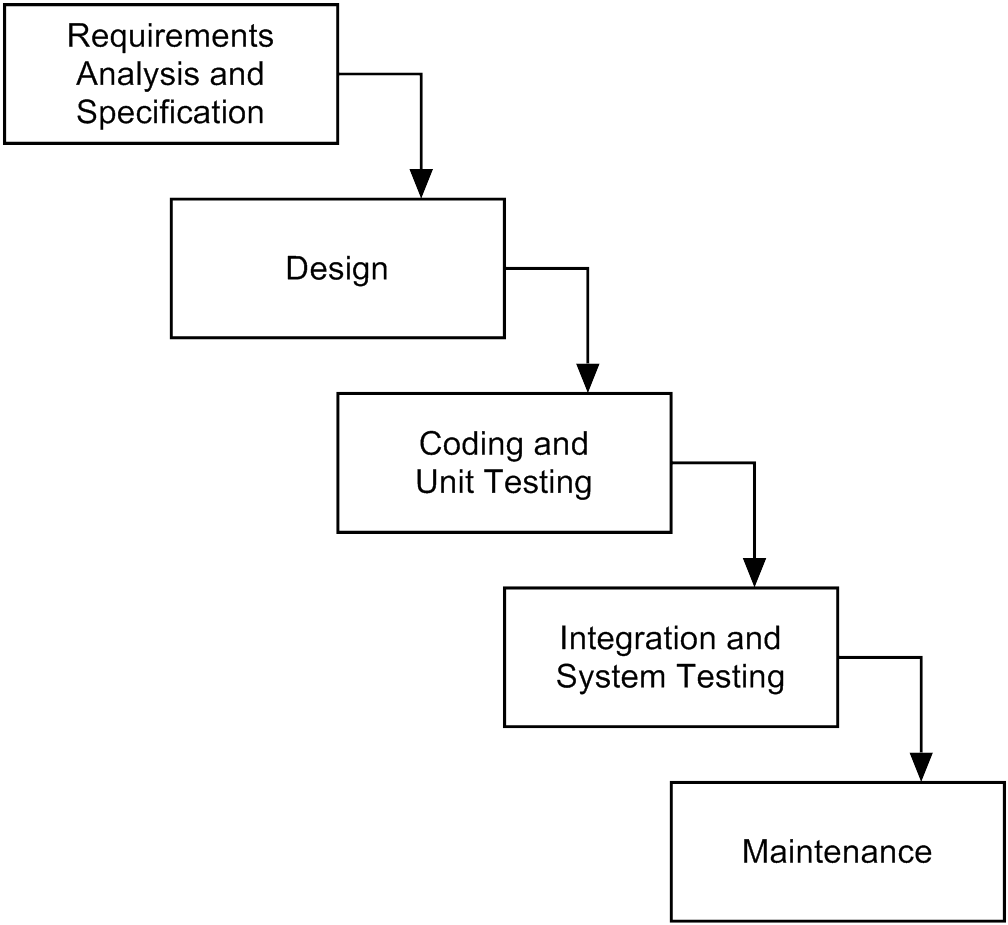 Requirements
Analysis and
Specification
Design
Coding and
Unit Testing
Integration and
System Testing
Maintenance